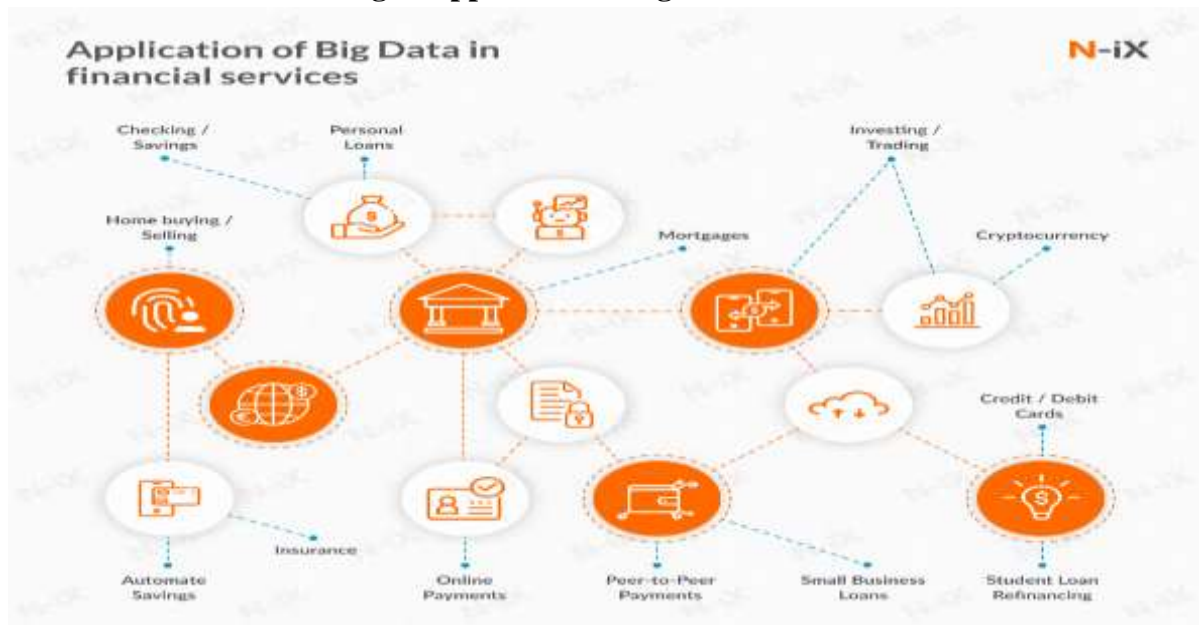 Application of Big Data in
financial services
N-iX
Checking /
Savings
Personal
Loans
Investing /
Trading
Home buying /
Selling
Mortgages
Cryptocurrency
Credit / Debit
Cards
Insurance
Automate
Savings
Online
Payments
Peer-to-Peer
Payments
Small Business
Loans
Student Loan
Refinancing